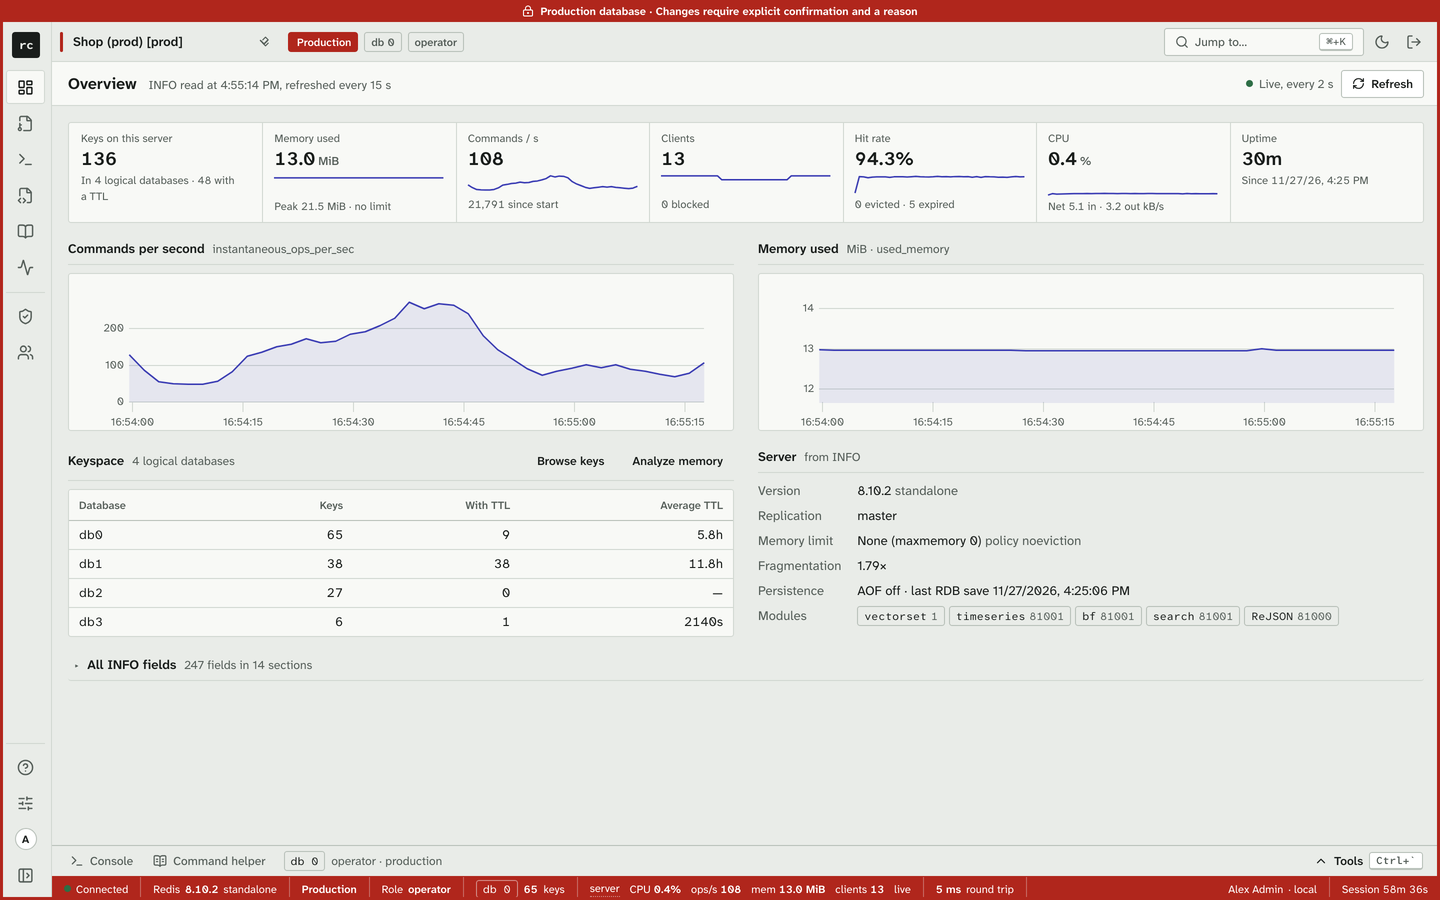 Production database · Changes require explicit confirmation and a reason
rc
Shop (prod) [prod]
Production
db 0
operator
Jump to...
⌘+K
Overview
INFO read at 4:55:14 PM, refreshed every 15 s
Live, every 2 s
Refresh
Keys on this server
136
In 4 logical databases · 48 with
a TTL
Memory used
13.0 MiB
Peak 21.5 MiB · no limit
Commands / s
108
21,791 since start
Clients
13
0 blocked
Hit rate
94.3%
0 evicted · 5 expired
CPU
0.4 %
Net 5.1 in · 3.2 out kB/s
Uptime
30m
Since 11/27/26, 4:25 PM
Commands per second instantaneous_ops_per_sec
200
100
0
16:54:00 16:54:15 16:54:30 16:54:45 16:55:00 16:55:15
Memory used MiB · used_memory
14
13
12
16:54:00 16:54:15 16:54:30 16:54:45 16:55:00 16:55:15
Keyspace 4 logical databases
Browse keys
Analyze memory
Database Keys With TTL Average TTL
db0 65 9 5.8h
db1 38 38 11.8h
db2 27 0 —
db3 6 1 2140s
Server from INFO
Version 8.10.2 standalone
Replication master
Memory limit None (maxmemory 0) policy noeviction
Fragmentation 1.79×
Persistence AOF off · last RDB save 11/27/2026, 4:25:06 PM
Modules vectorset 1 timeseries 81001 bf 81001 search 81001 ReJSON 81000
All INFO fields 247 fields in 14 sections
A
Console
Command helper
db 0
operator · production
Tools
Ctrl+`
Connected
Redis 8.10.2 standalone
Production
Role operator
db 0 65 keys
server CPU 0.4% ops/s 108 mem 13.0 MiB clients 13 live
5 ms round trip
Alex Admin · local
Session 58m 36s